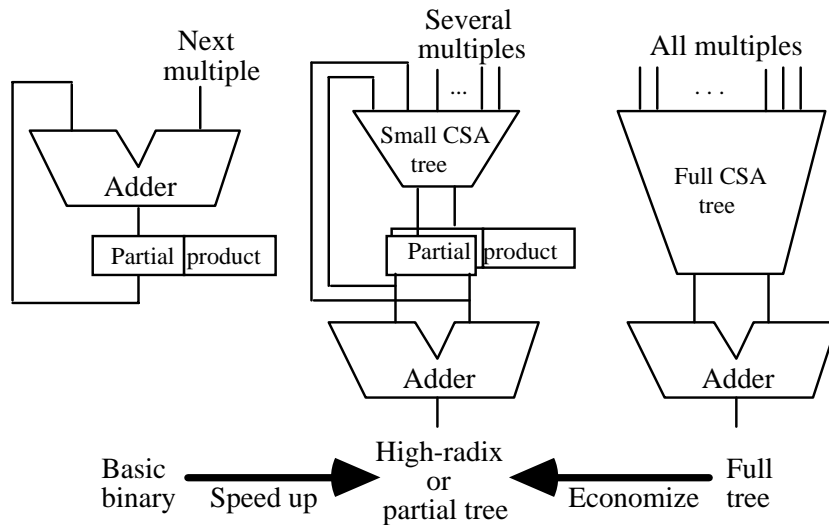 Next
multiple
Adder
Partial product
Several
multiples
...
Small CSA
tree
Partial product
Adder
All multiples
. . .
Full CSA
tree
Adder
Basic
binary
Speed up
High-radix
or
partial tree
Economize
Full
tree